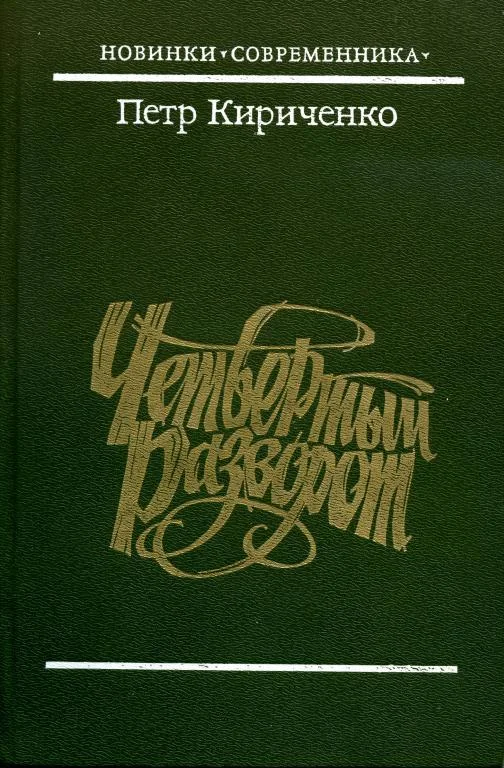 НОВИНКИ СОВРЕМЕННИКА
Петр Кириченко
Четвертый
разворот